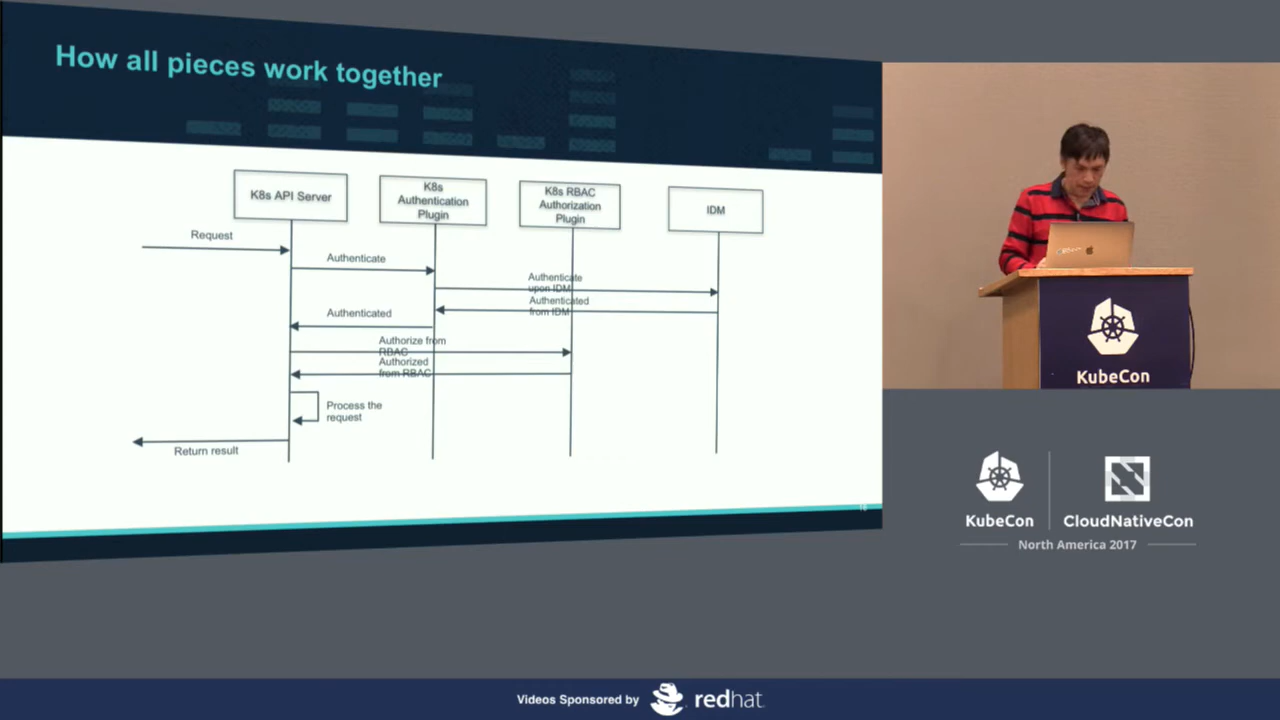 How all pieces work together
K8s API Server
K8s
Authentication
Plugin
K8s RBAC
Authorization
Plugin
IDM
Request
Authenticate
Authenticate
upon IDM
Authenticated
from IDM
Authenticated
Authorize from
RBAC
Authorized
from RBAC
Process the
request
Return result
KubeCon
KubeCon
CloudNativeCon
North America 2017
Videos Sponsored by
redhat.